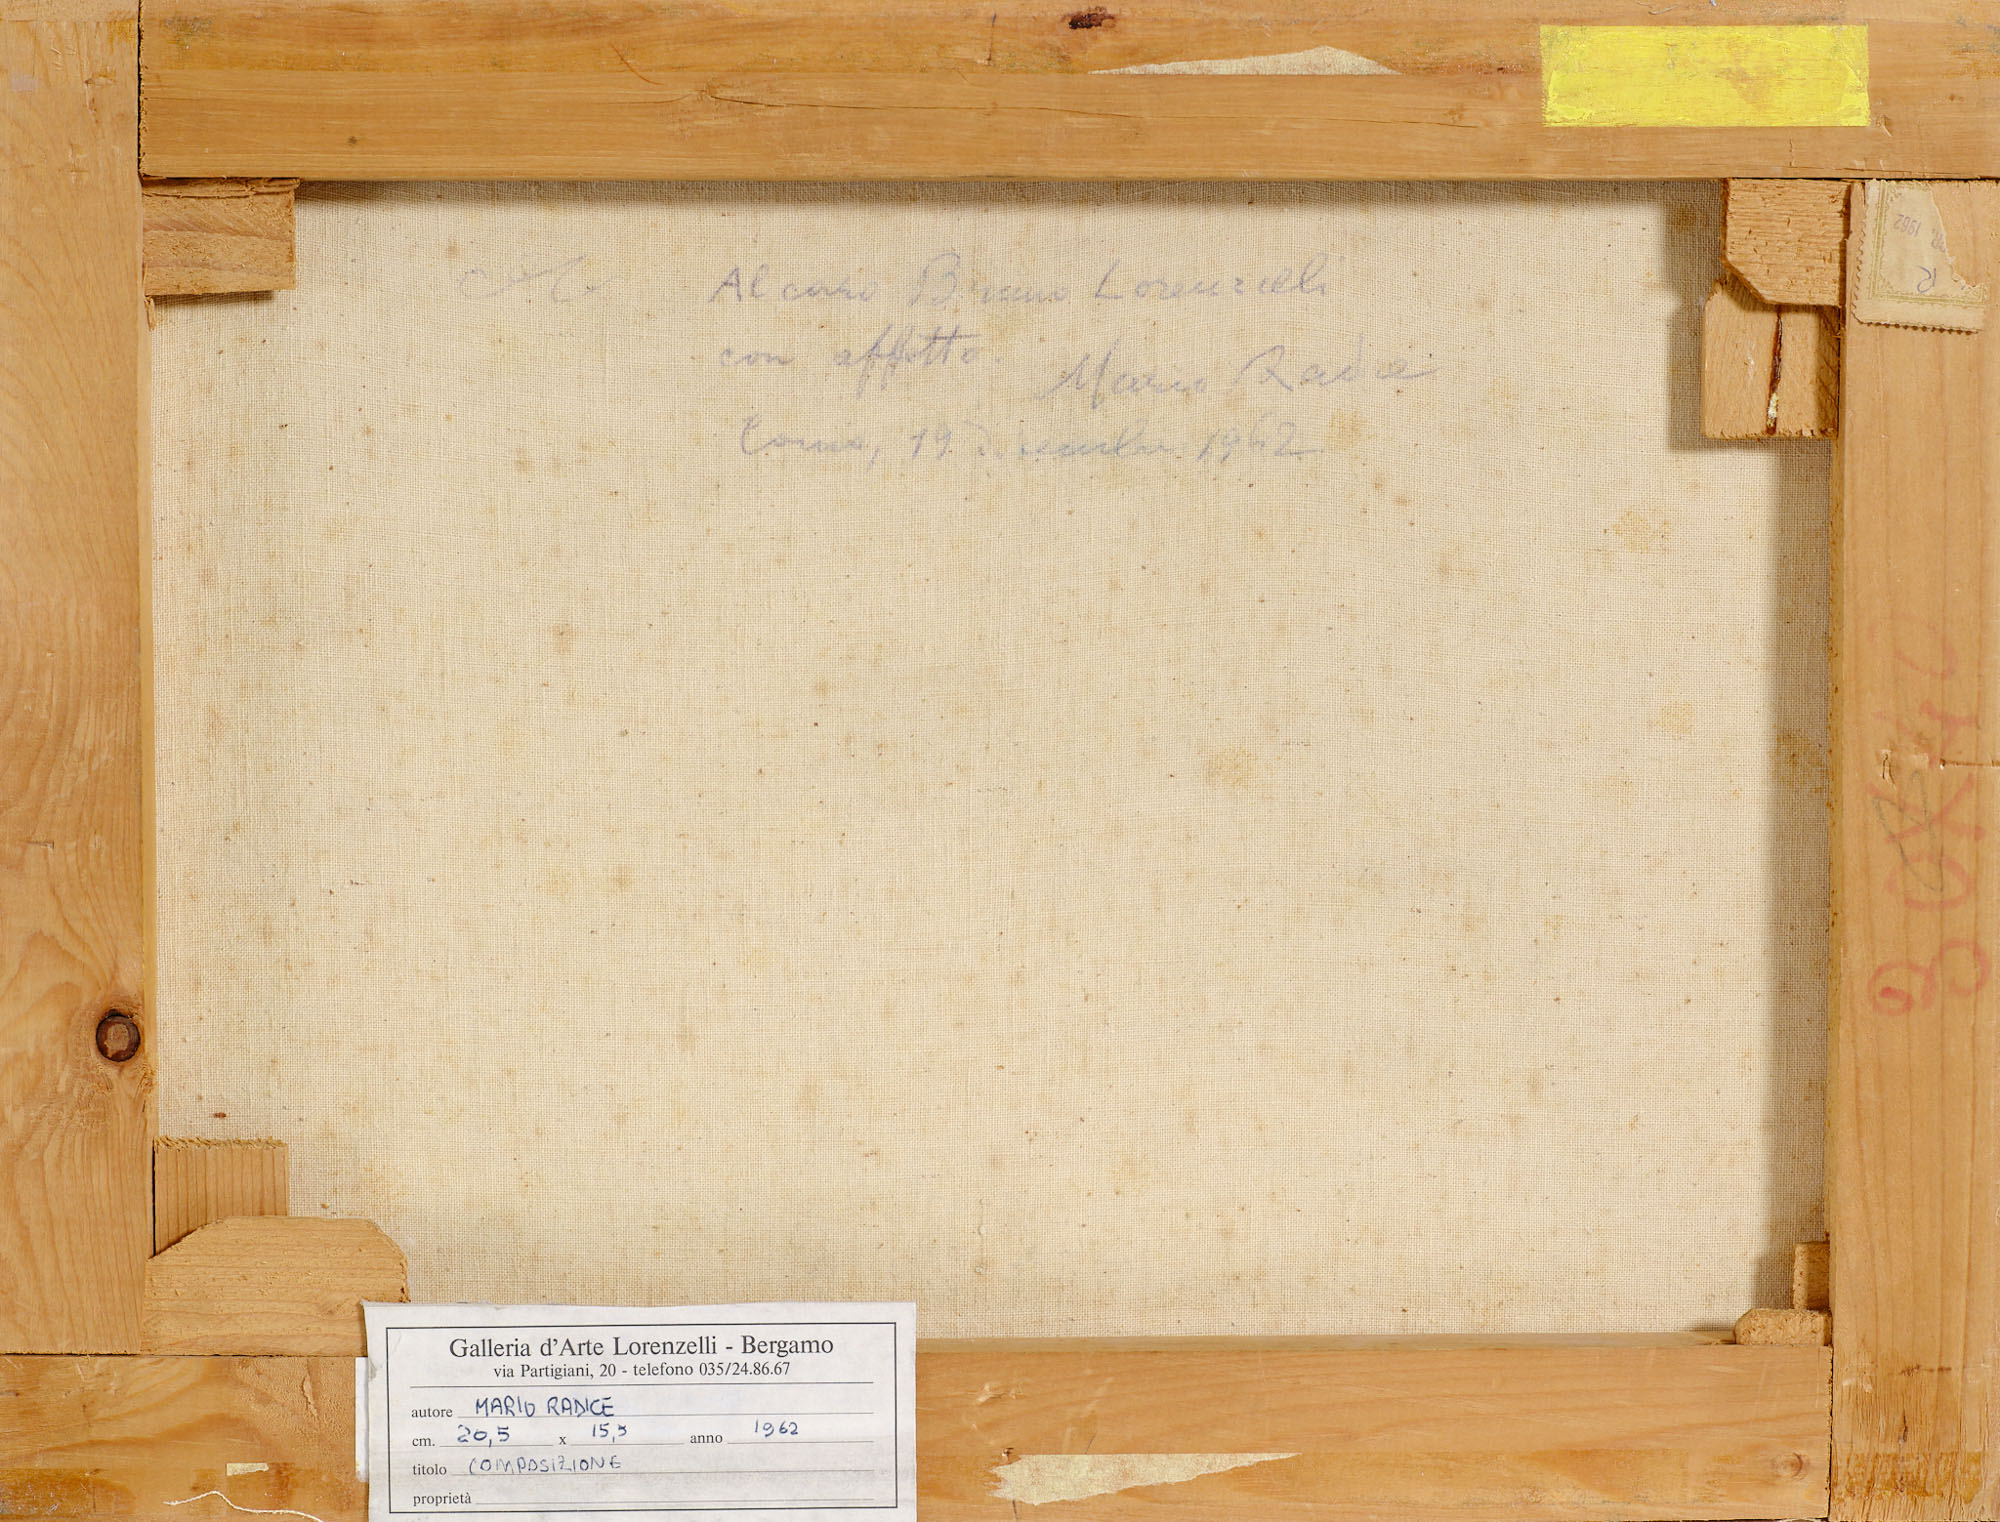 Al caro Bruno Lorenzelli
con affetto.
Mario Radice
Como, 19 Dicembre 1962
R. 1962
Galleria d'Arte Lorenzelli - Bergamo
via Partigiani, 20 - telefono 035/24.86.67
autore MARIO RADICE
cm. 20,5 x 15,5 anno 1962
titolo COMPOSIZIONE
proprietà